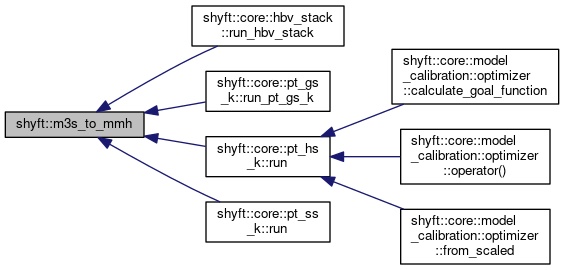 shyft::core::hbv_stack
::run_hbv_stack
shyft::core::model
_calibration::optimizer
::calculate_goal_function
shyft::core::pt_gs
_k::run_pt_gs_k
shyft::m3s_to_mmh
shyft::core::pt_hs
_k::run
shyft::core::model
_calibration::optimizer
::operator()
shyft::core::pt_ss
_k::run
shyft::core::model
_calibration::optimizer
::from_scaled